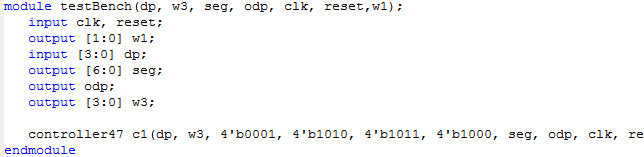 module testBench(dp, w3, seg, odp, clk, reset,w1);
input clk, reset;
output [1:0] w1;
input [3:0] dp;
output [6:0] seg;
output odp;
output [3:0] w3;
controller47 c1(dp, w3, 4'b0001, 4'b1010, 4'b1011, 4'b1000, seg, odp, clk, re
endmodule